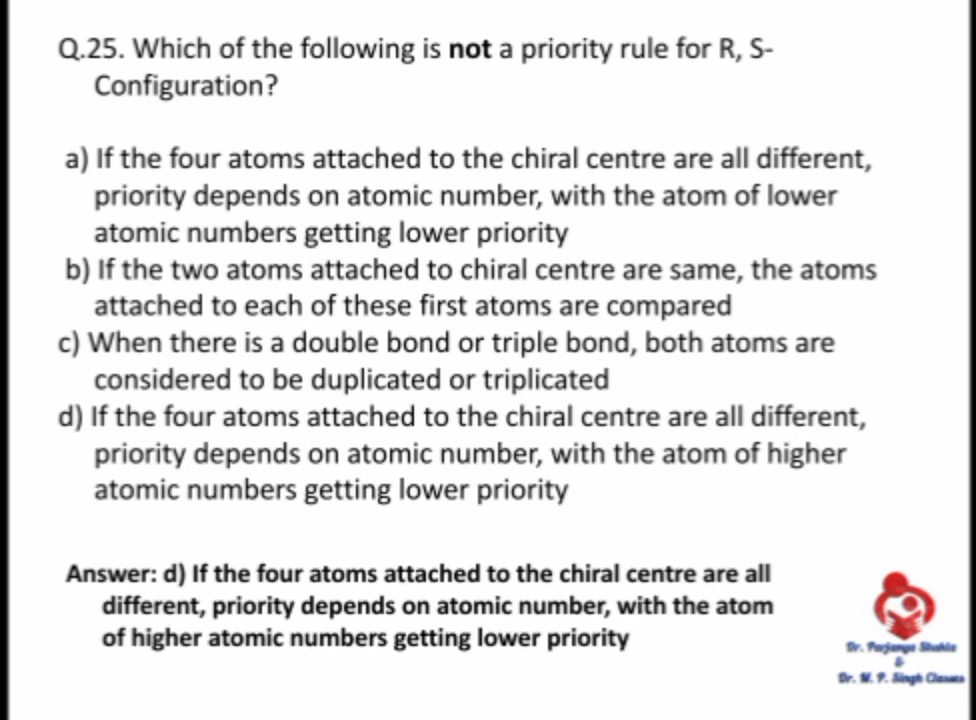 Q.25. Which of the following is not a priority rule for R, S-
Configuration?
a) If the four atoms attached to the chiral centre are all different,
priority depends on atomic number, with the atom of lower
atomic numbers getting lower priority
b) If the two atoms attached to chiral centre are same, the atoms
attached to each of these first atoms are compared
c) When there is a double bond or triple bond, both atoms are
considered to be duplicated or triplicated
d) If the four atoms attached to the chiral centre are all different,
priority depends on atomic number, with the atom of higher
atomic numbers getting lower priority
Answer: d) If the four atoms attached to the chiral centre are all
different, priority depends on atomic number, with the atom
of higher atomic numbers getting lower priority
Dr. Parjanya Shukla
&
Dr. M. P. Singh Classes